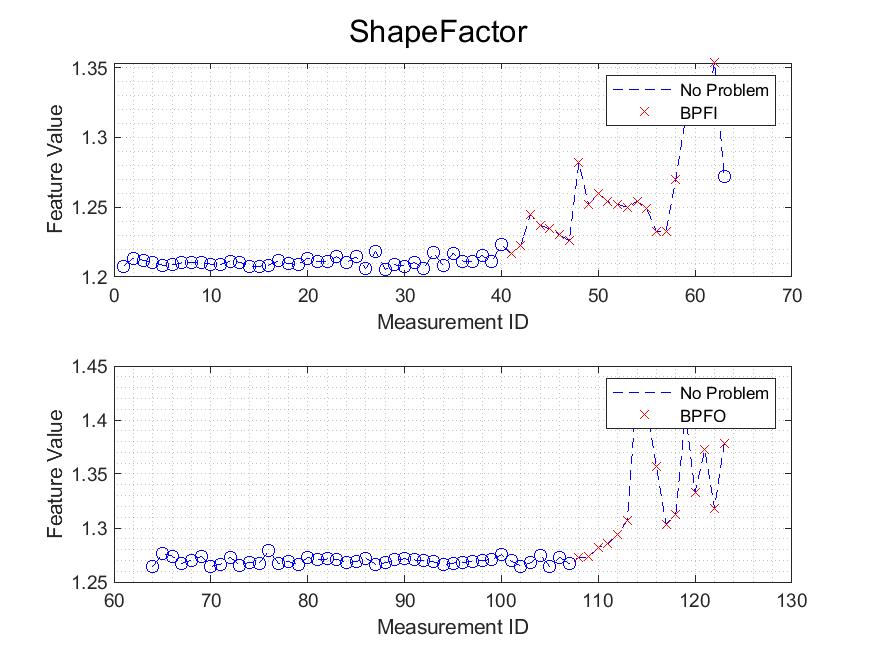 ShapeFactor
1.35
1.3
1.25
1.2
Feature Value
No Problem
BPFI
0 10 20 30 40 50 60 70
Measurement ID
1.45
1.4
1.35
1.3
1.25
Feature Value
No Problem
BPFO
60 70 80 90 100 110 120 130
Measurement ID